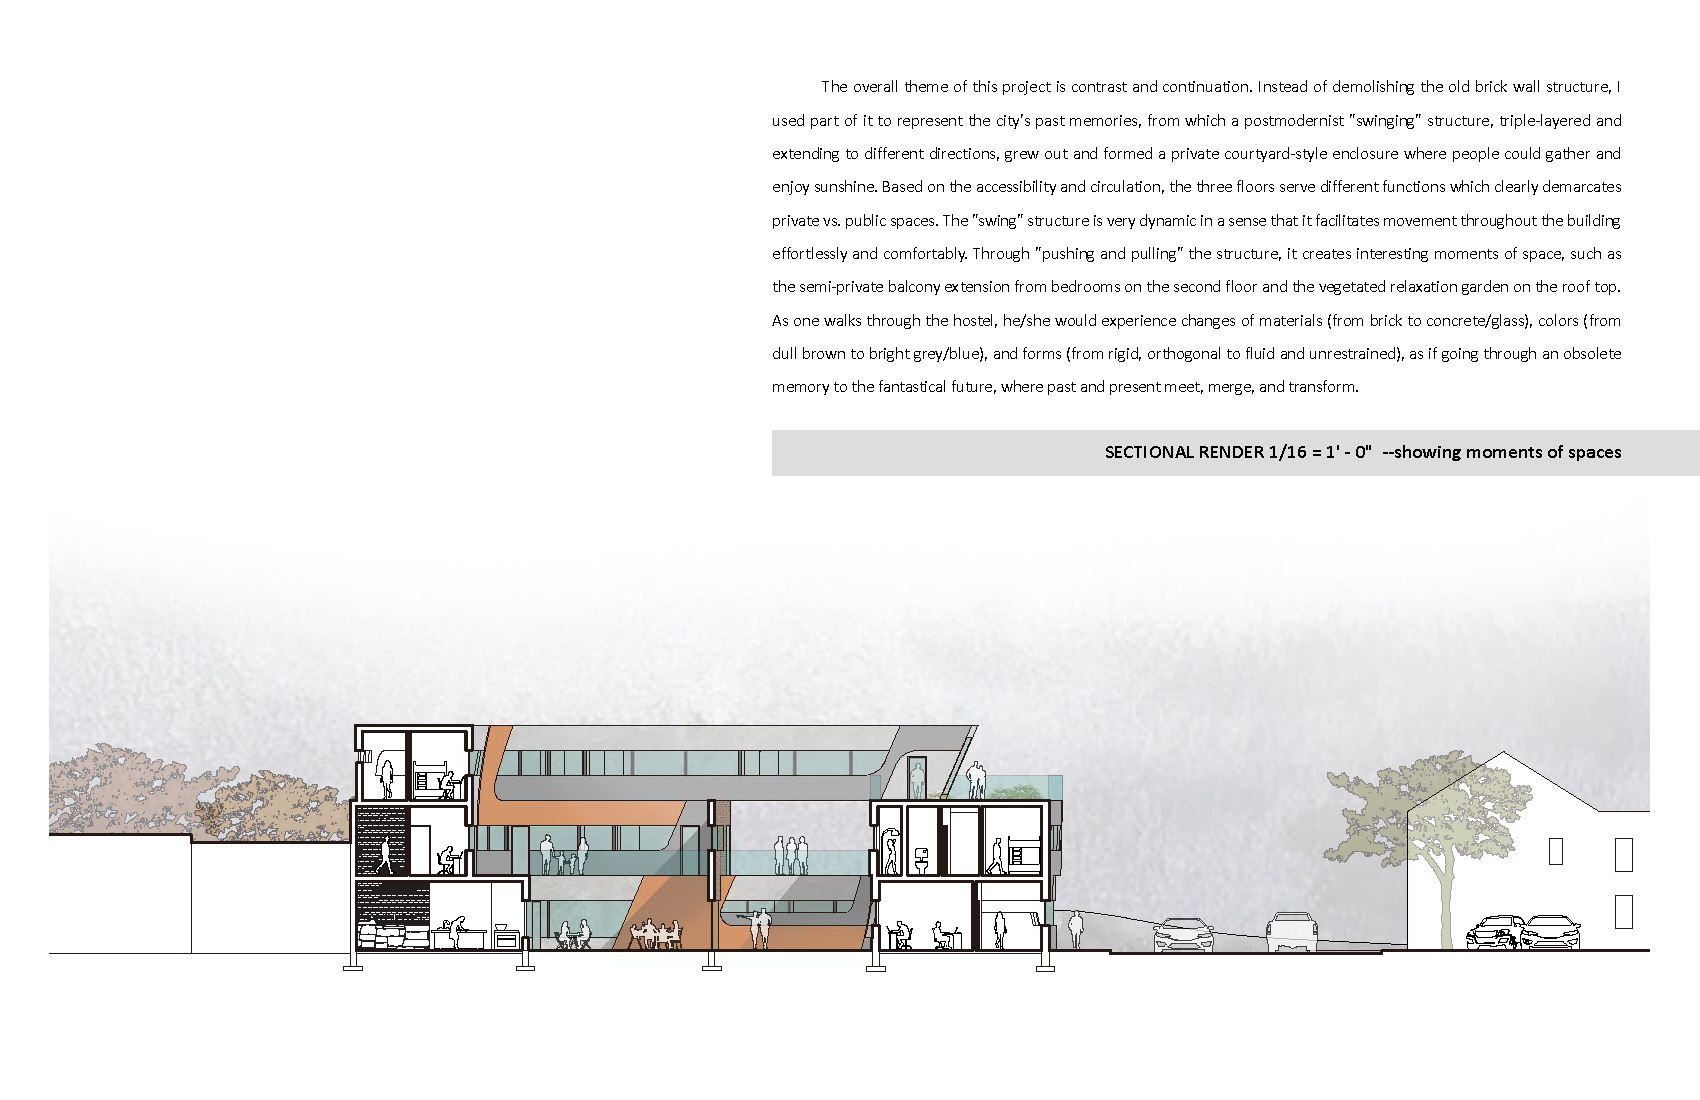 The overall theme of this project is contrast and continuation. Instead of demolishing the old brick wall structure, I
used part of it to represent the city's past memories, from which a postmodernist "swinging" structure, triple-layered and
extending to different directions, grew out and formed a private courtyard-style enclosure where people could gather and
enjoy sunshine. Based on the accessibility and circulation, the three floors serve different functions which clearly demarcates
private vs. public spaces. The "swing" structure is very dynamic in a sense that it facilitates movement throughout the building
effortlessly and comfortably. Through "pushing and pulling" the structure, it creates interesting moments of space, such as
the semi-private balcony extension from bedrooms on the second floor and the vegetated relaxation garden on the roof top.
As one walks through the hostel, he/she would experience changes of materials (from brick to concrete/glass), colors (from
dull brown to bright grey/blue), and forms (from rigid, orthogonal to fluid and unrestrained), as if going through an obsolete
memory to the fantastical future, where past and present meet, merge, and transform.
SECTIONAL RENDER 1/16 = 1' - 0" --showing moments of spaces